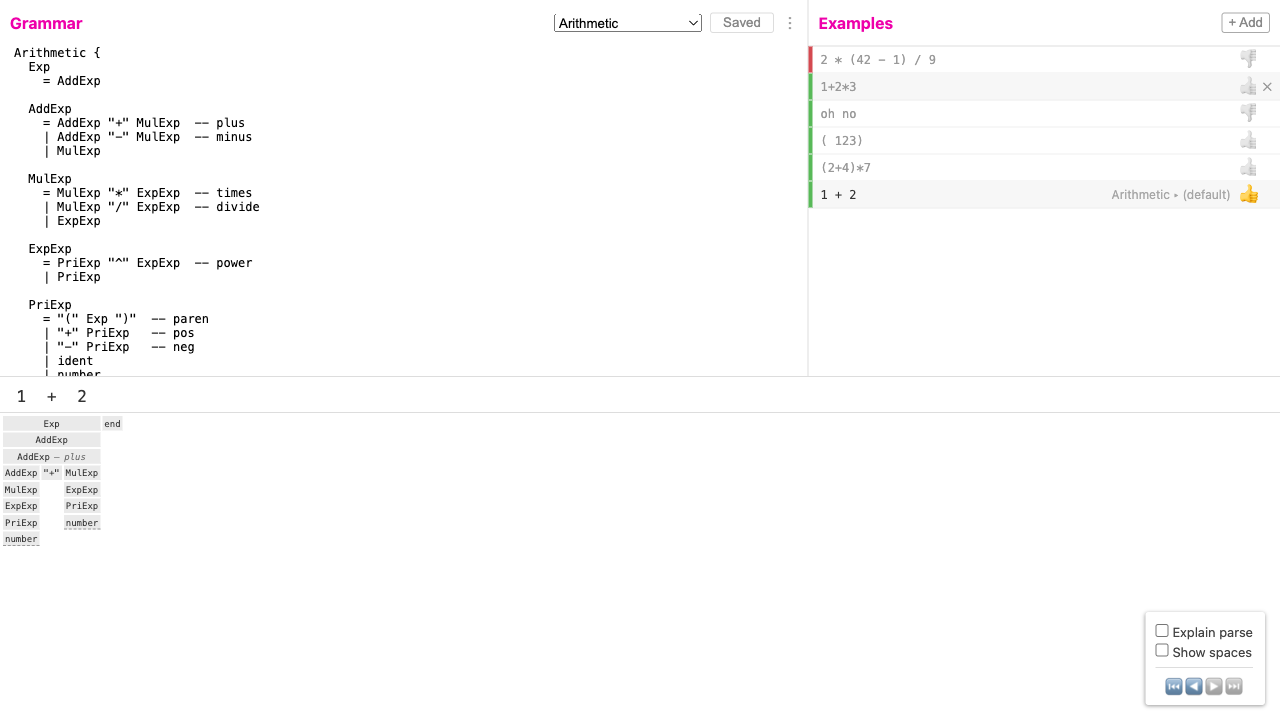 Grammar
Arithmetic
Saved
Arithmetic {
  Exp
    = AddExp

  AddExp
    = AddExp "+" MulExp  -- plus
    | AddExp "-" MulExp  -- minus
    | MulExp

  MulExp
    = MulExp "*" ExpExp  -- times
    | MulExp "/" ExpExp  -- divide
    | ExpExp

  ExpExp
    = PriExp "^" ExpExp  -- power
    | PriExp

  PriExp
    = "(" Exp ")"  -- paren
    | "+" PriExp   -- pos
    | "-" PriExp   -- neg
    | ident
    | number
Examples
+ Add
2 * (42 - 1) / 9
1+2*3
oh no
( 123)
(2+4)*7
1 + 2 Arithmetic ▸ (default)
1 + 2
Exp end
AddExp
AddExp – plus
AddExp "+" MulExp
MulExp ExpExp
ExpExp PriExp
PriExp number
number
Explain parse
Show spaces